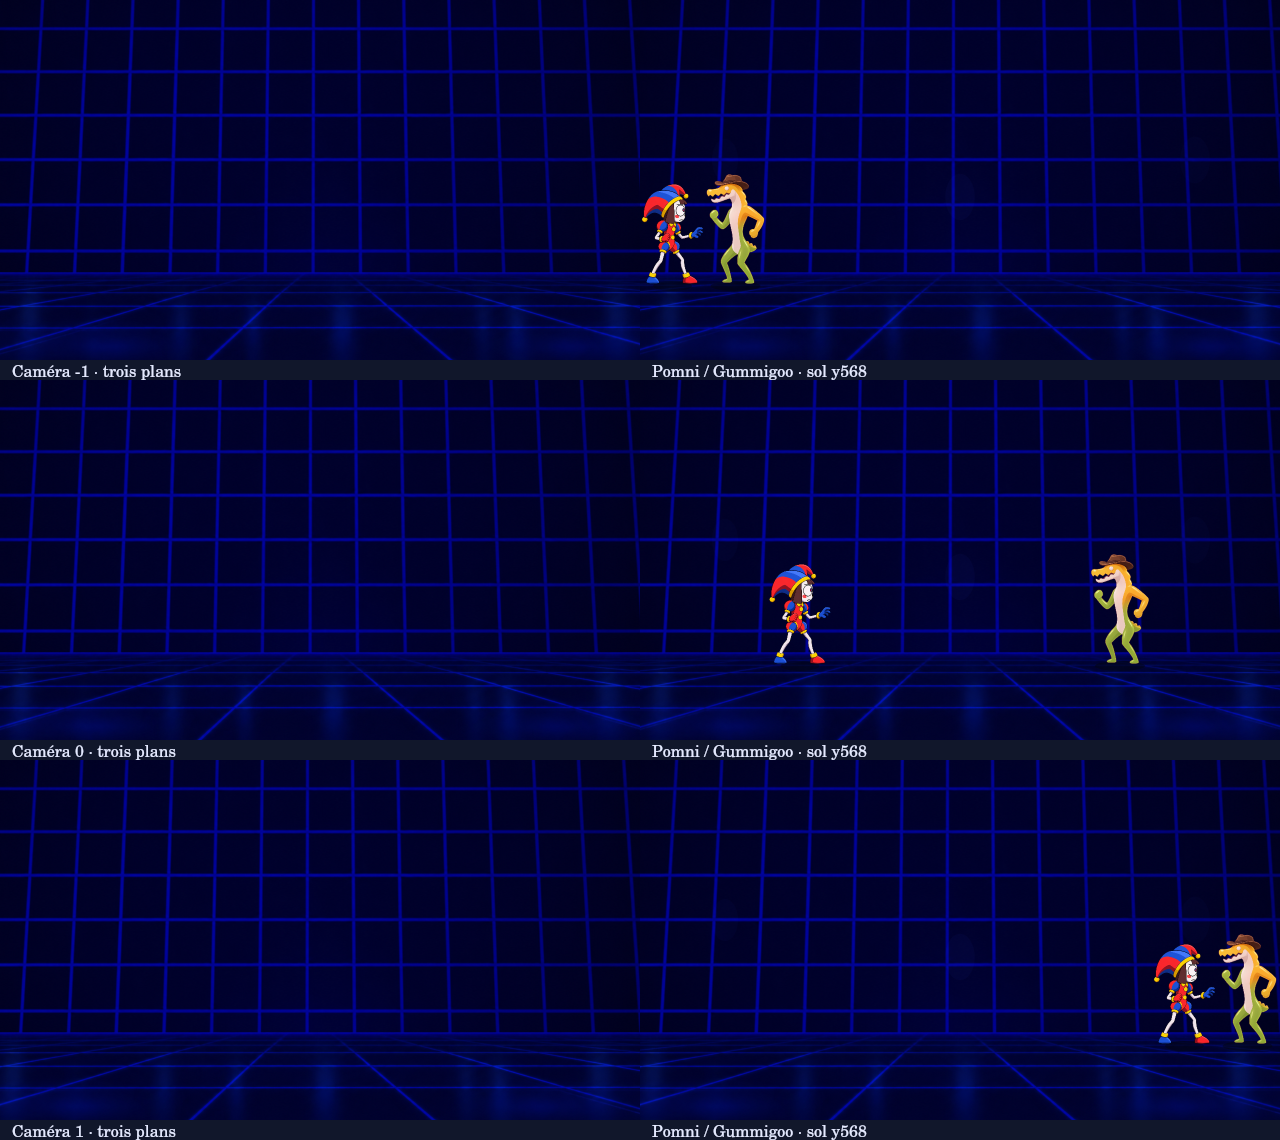 Caméra -1 · trois plans
Pomni / Gummigoo · sol y568
Caméra 0 · trois plans
Pomni / Gummigoo · sol y568
Caméra 1 · trois plans
Pomni / Gummigoo · sol y568